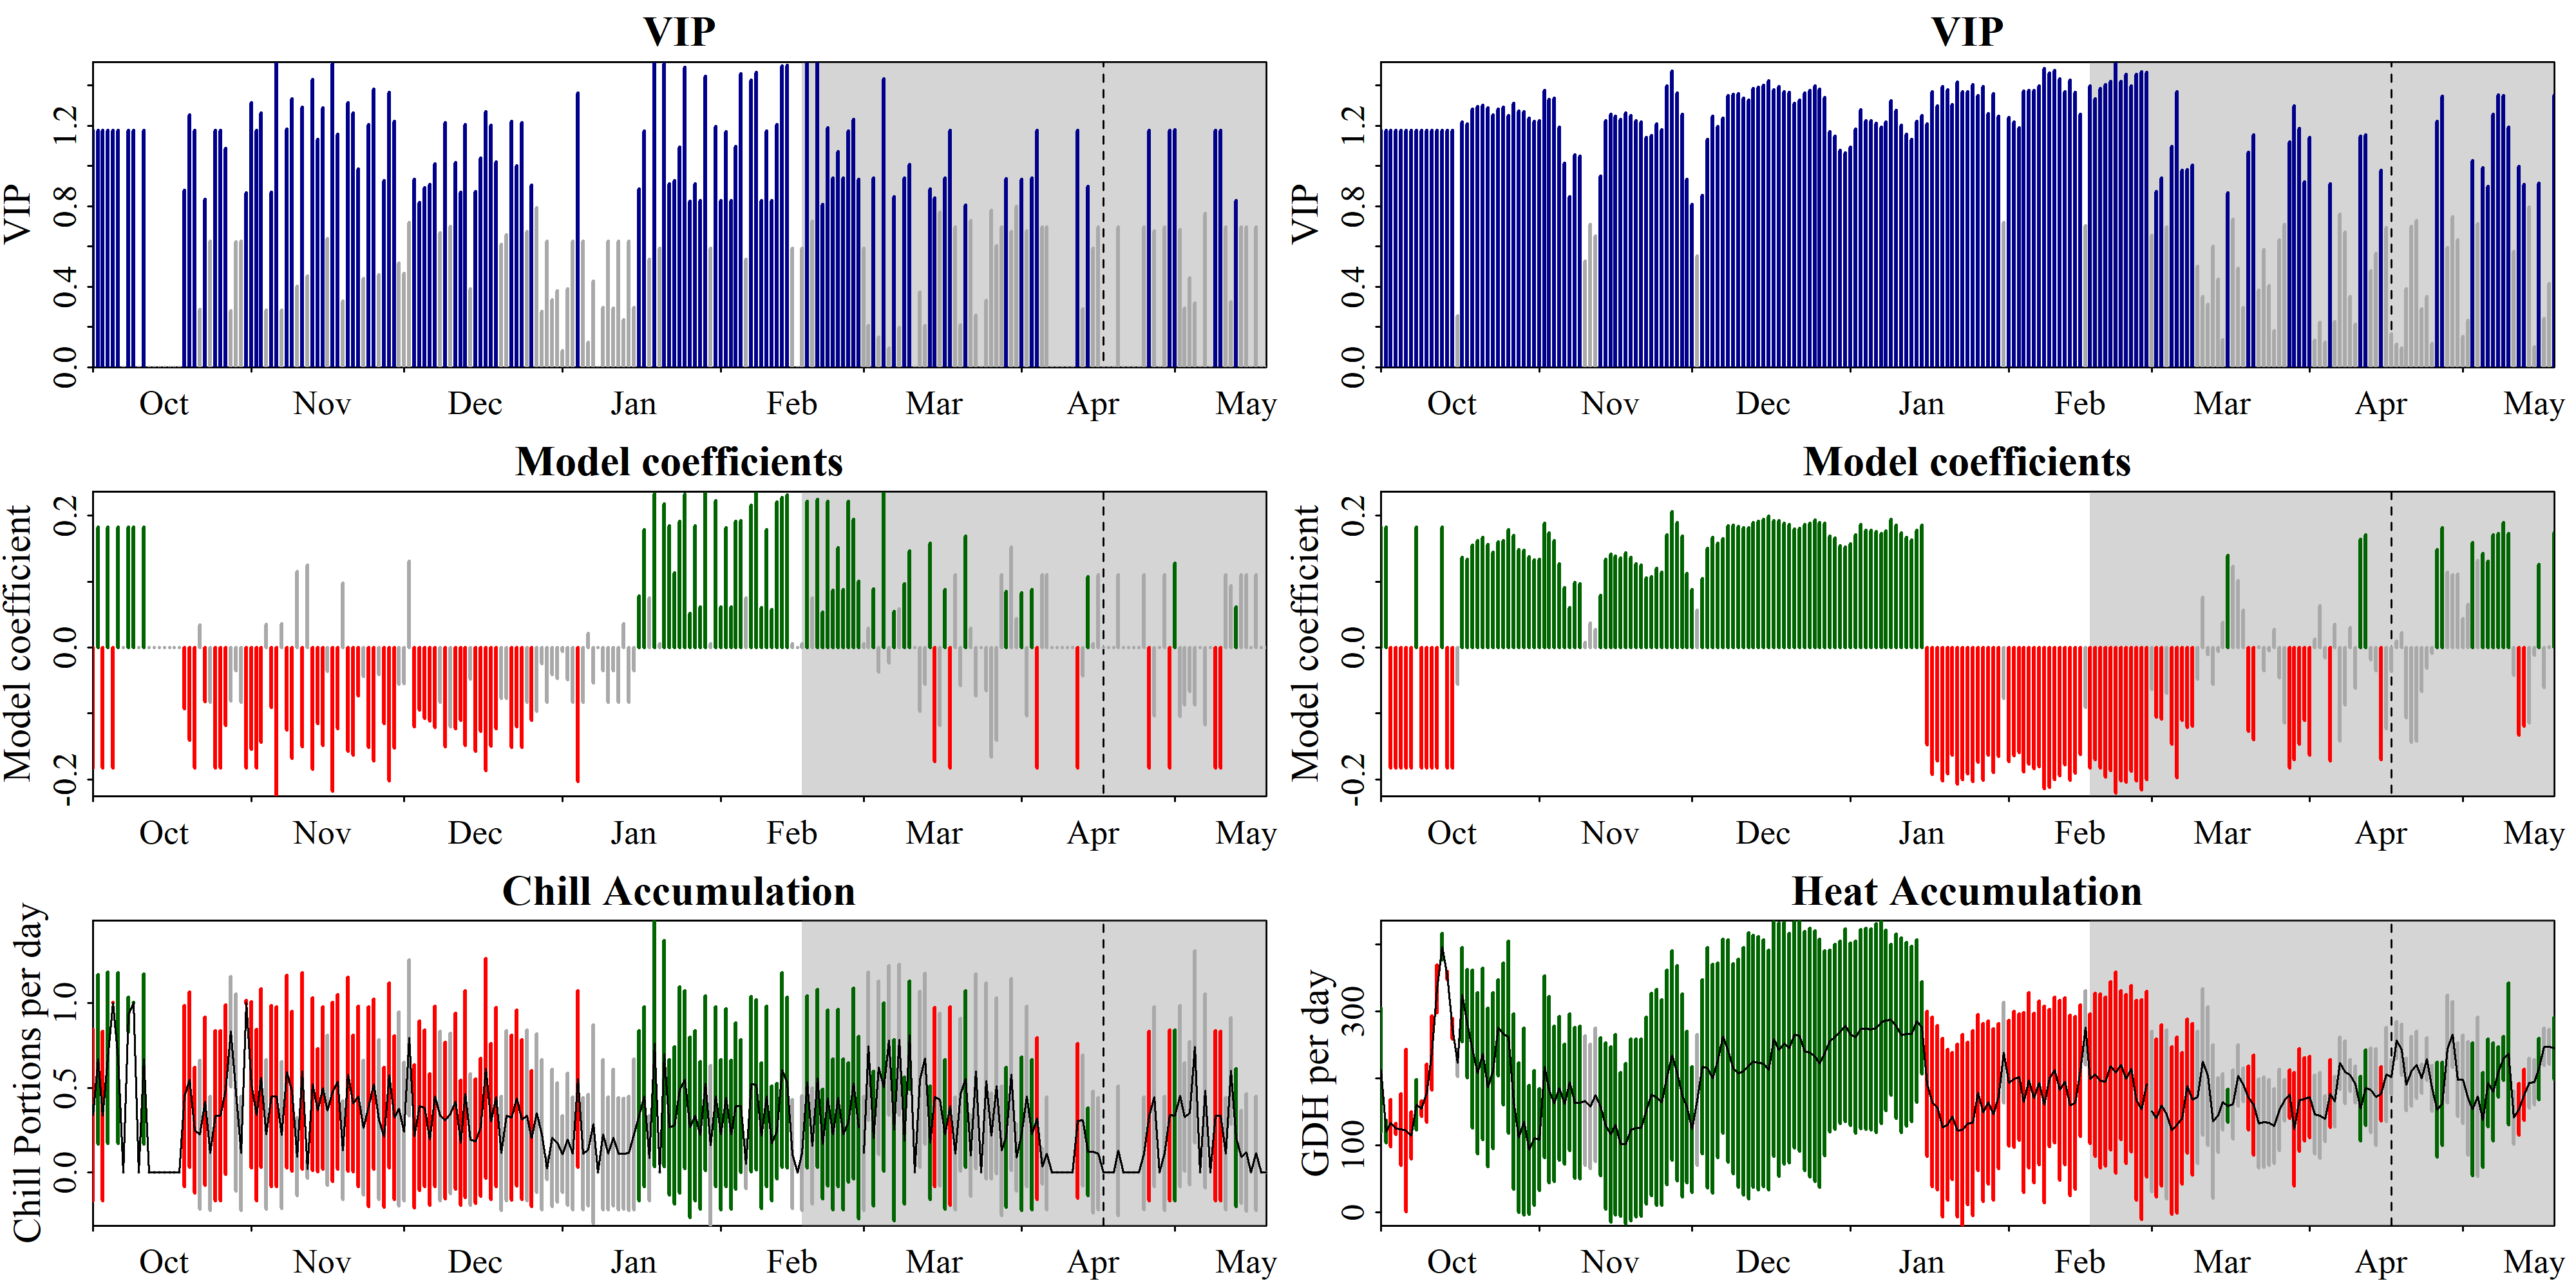 VIP
VIP
0.0 0.4 0.8 1.2
Oct Nov Dec Jan Feb Mar Apr May
VIP
VIP
0.0 0.4 0.8 1.2
Oct Nov Dec Jan Feb Mar Apr May
Model coefficients
Model coefficient
-0.2 0.0 0.2
Oct Nov Dec Jan Feb Mar Apr May
Model coefficients
Model coefficient
-0.2 0.0 0.2
Oct Nov Dec Jan Feb Mar Apr May
Chill Accumulation
Chill Portions per day
0.0 0.5 1.0
Oct Nov Dec Jan Feb Mar Apr May
Heat Accumulation
GDH per day
0 100 300
Oct Nov Dec Jan Feb Mar Apr May